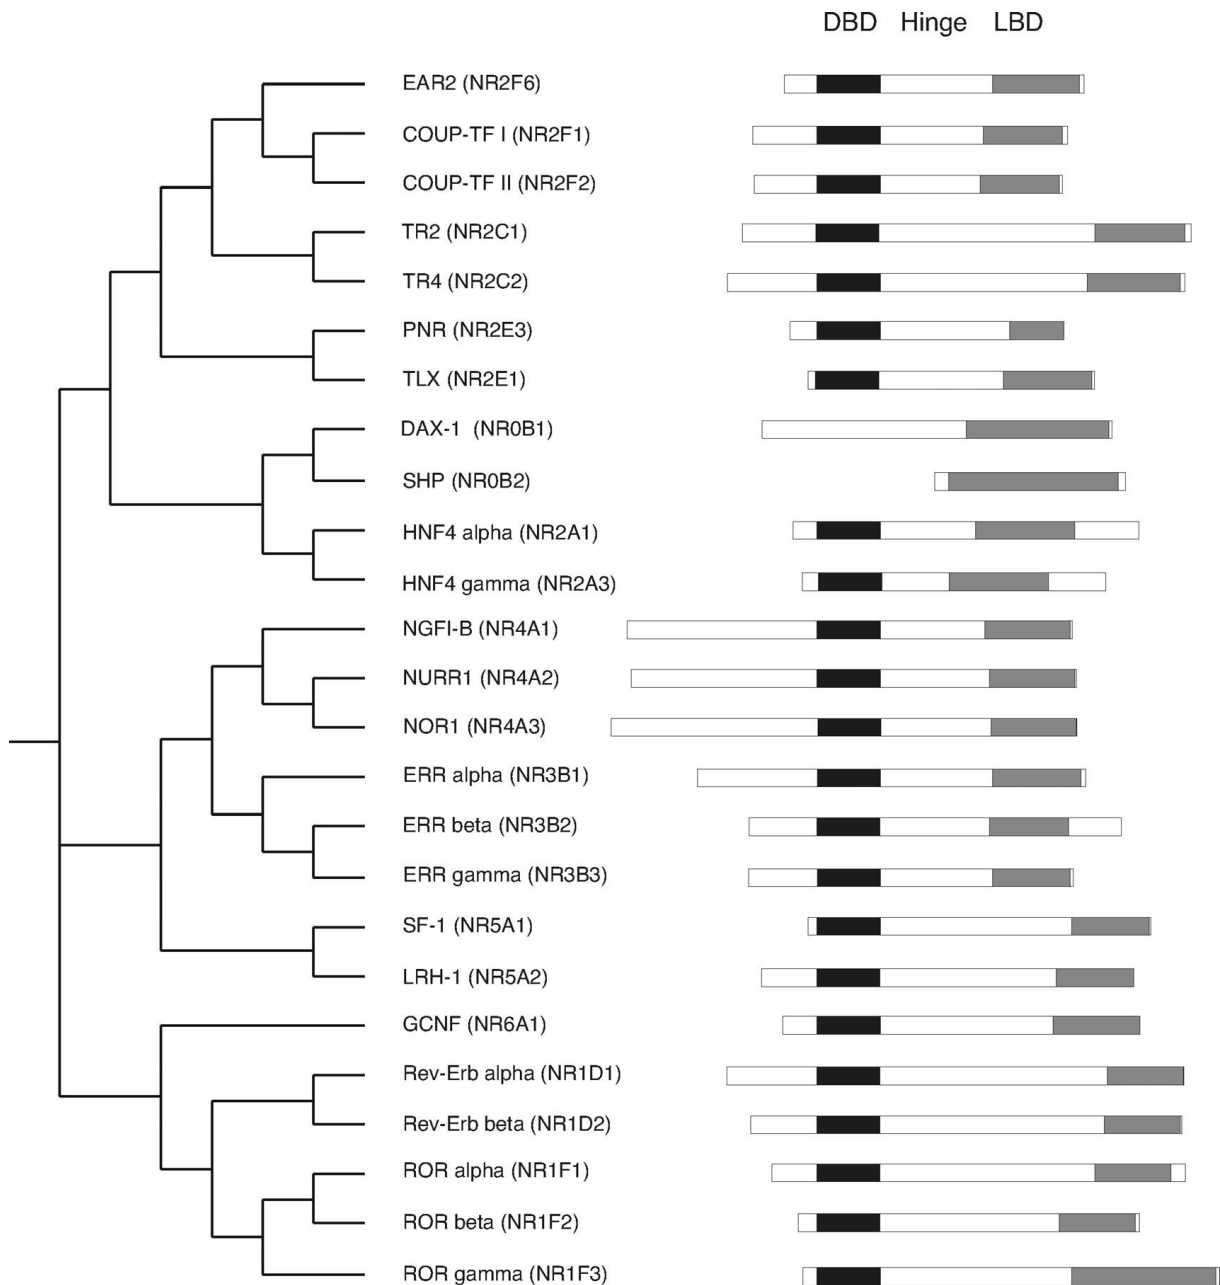 DBD Hinge LBD
EAR2 (NR2F6)
COUP-TF I (NR2F1)
COUP-TF II (NR2F2)
TR2 (NR2C1)
TR4 (NR2C2)
PNR (NR2E3)
TLX (NR2E1)
DAX-1 (NR0B1)
SHP (NR0B2)
HNF4 alpha (NR2A1)
HNF4 gamma (NR2A3)
NGFI-B (NR4A1)
NURR1 (NR4A2)
NOR1 (NR4A3)
ERR alpha (NR3B1)
ERR beta (NR3B2)
ERR gamma (NR3B3)
SF-1 (NR5A1)
LRH-1 (NR5A2)
GCNF (NR6A1)
Rev-Erb alpha (NR1D1)
Rev-Erb beta (NR1D2)
ROR alpha (NR1F1)
ROR beta (NR1F2)
ROR gamma (NR1F3)